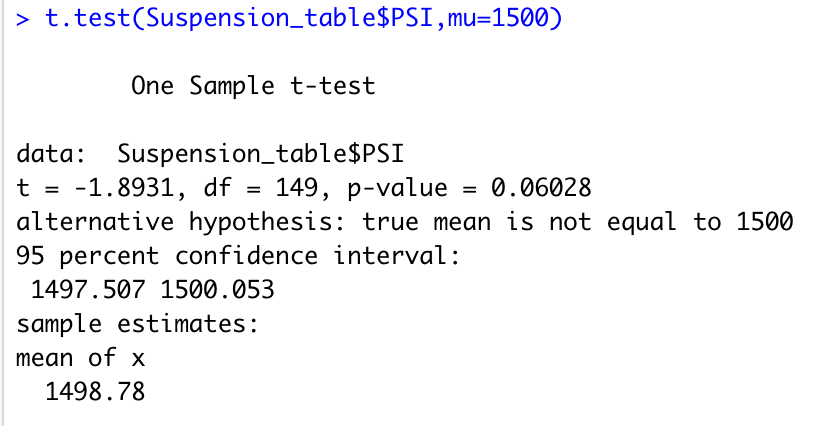 > t.test(Suspension_table$PSI,mu=1500)
One Sample t-test
data:  Suspension_table$PSI
t = -1.8931, df = 149, p-value = 0.06028
alternative hypothesis: true mean is not equal to 1500
95 percent confidence interval:
1497.507 1500.053
sample estimates:
mean of x
1498.78